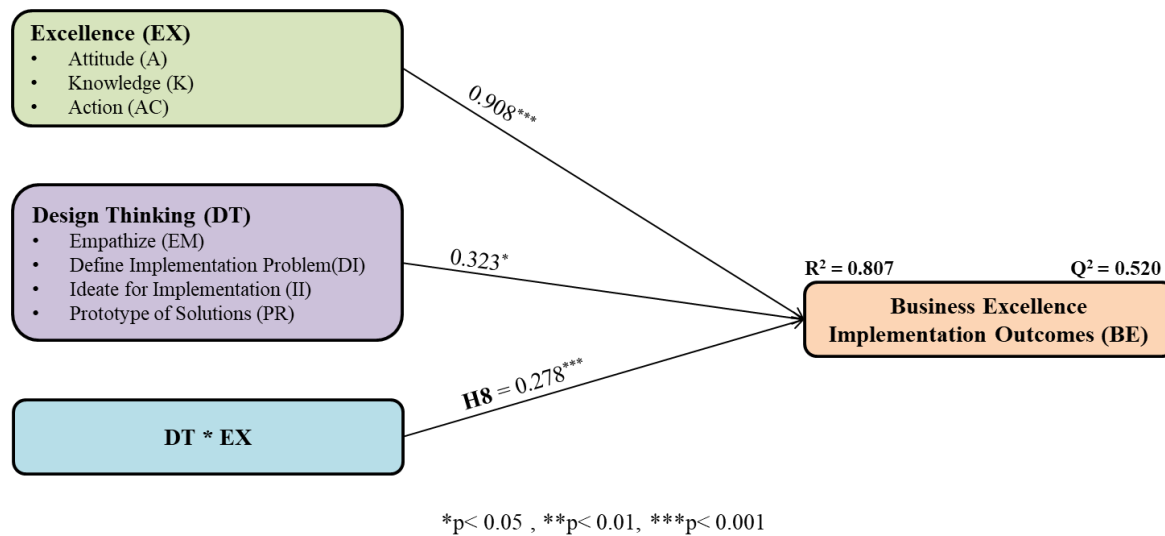 Excellence (EX)
• Attitude (A)
• Knowledge (K)
• Action (AC)
0.908***
Design Thinking (DT)
• Empathize (EM)
• Define Implementation Problem(DI)
• Ideate for Implementation (II)
• Prototype of Solutions (PR)
0.323*
R² = 0.807
Q² = 0.520
Business Excellence
Implementation Outcomes (BE)
H8 = 0.278***
DT * EX
*p< 0.05 , **p< 0.01, ***p< 0.001